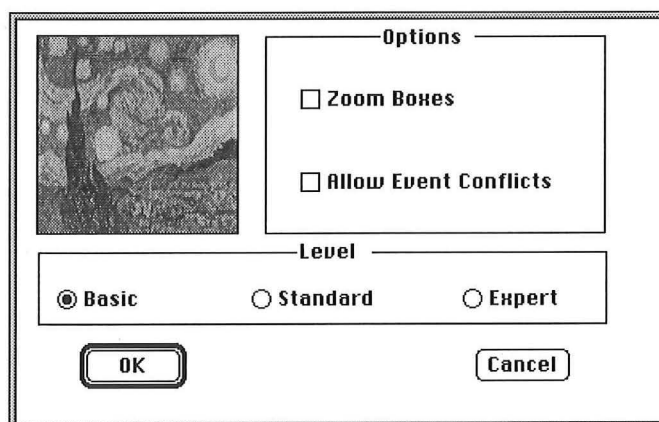 Options
Zoom Boxes
Allow Event Conflicts
Level
Basic Standard Expert
OK Cancel